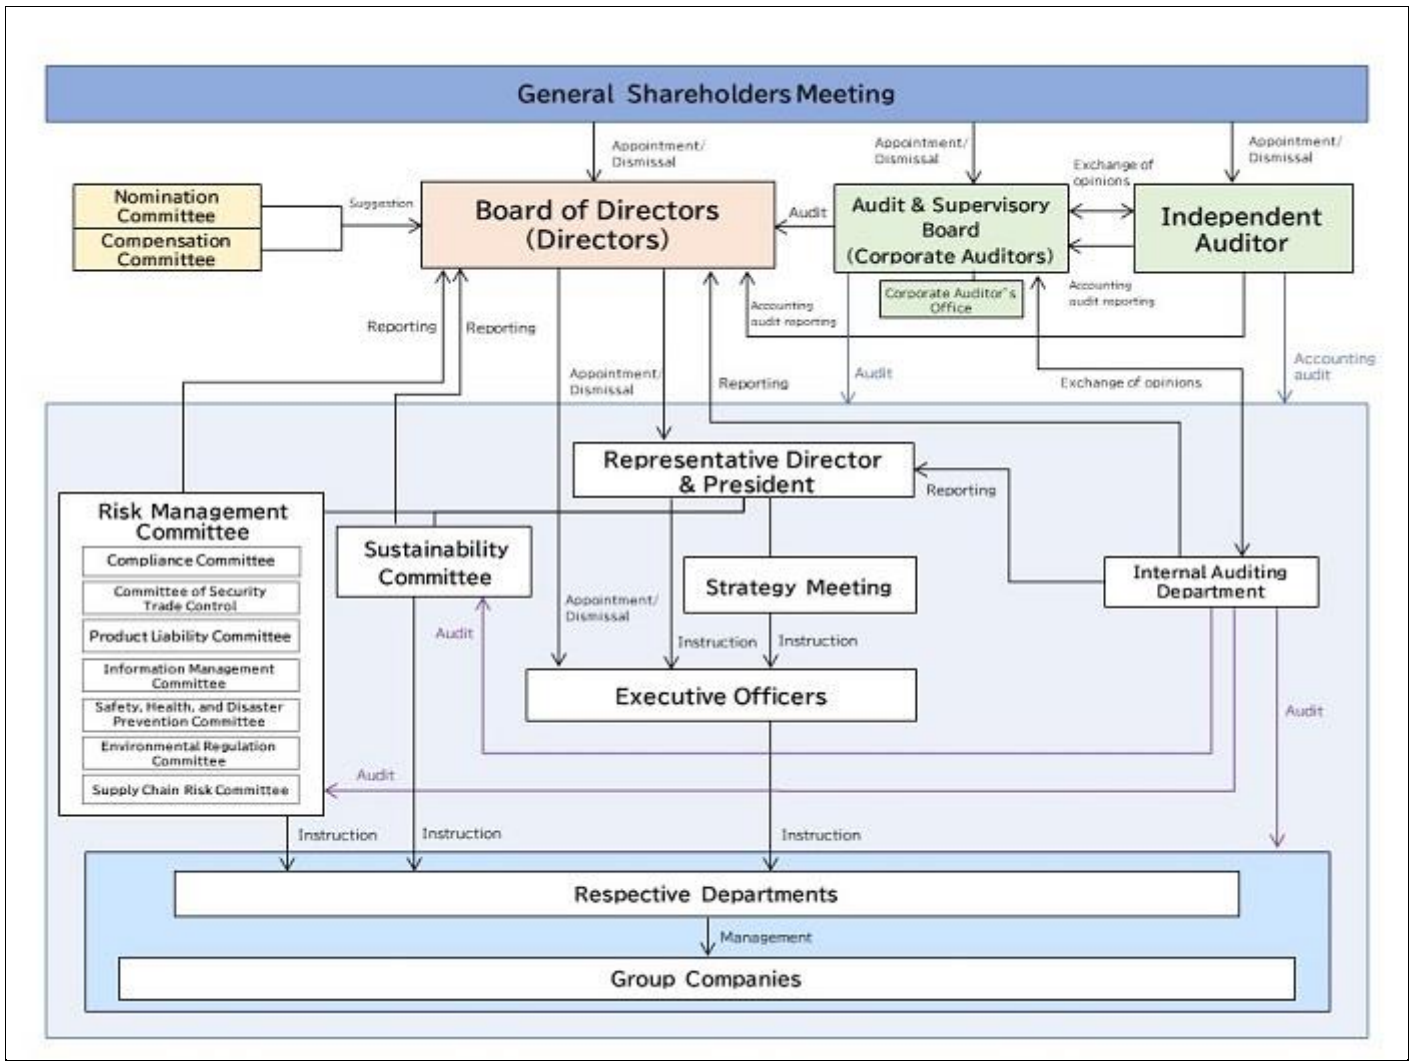 General Shareholders Meeting
Appointment/
Dismissal
Appointment/
Dismissal
Appointment/
Dismissal
Exchange of
opinions
Nomination
Committee
Compensation
Committee
Suggestion
Board of Directors
(Directors)
Audit
Audit & Supervisory
Board
(Corporate Auditors)
Independent
Auditor
Corporate Auditor's
Office
Accounting
audit reporting
Accounting
audit reporting
Reporting
Reporting
Appointment/
Dismissal
Reporting
Audit
Exchange of opinions
Accounting
audit
Representative Director
& President
Reporting
Risk Management
Committee
Compliance Committee
Committee of Security
Trade Control
Product Liability Committee
Information Management
Committee
Safety, Health, and Disaster
Prevention Committee
Environmental Regulation
Committee
Supply Chain Risk Committee
Sustainability
Committee
Strategy Meeting
Internal Auditing
Department
Audit
Appointment/
Dismissal
Instruction
Instruction
Executive Officers
Audit
Audit
Instruction
Instruction
Instruction
Respective Departments
Management
Group Companies